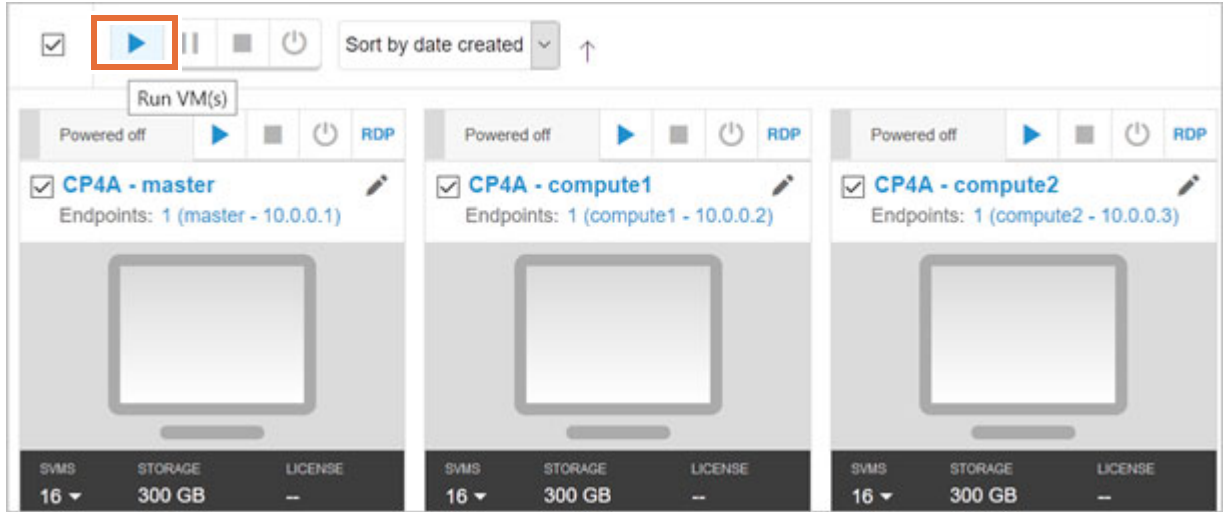 Sort by date created
Run VM(s)
Powered off RDP
CP4A - master
Endpoints: 1 (master - 10.0.0.1)
SVMS STORAGE LICENSE
16 300 GB --
Powered off RDP
CP4A - compute1
Endpoints: 1 (compute1 - 10.0.0.2)
SVMS STORAGE LICENSE
16 300 GB --
Powered off RDP
CP4A - compute2
Endpoints: 1 (compute2 - 10.0.0.3)
SVMS STORAGE LICENSE
16 300 GB --